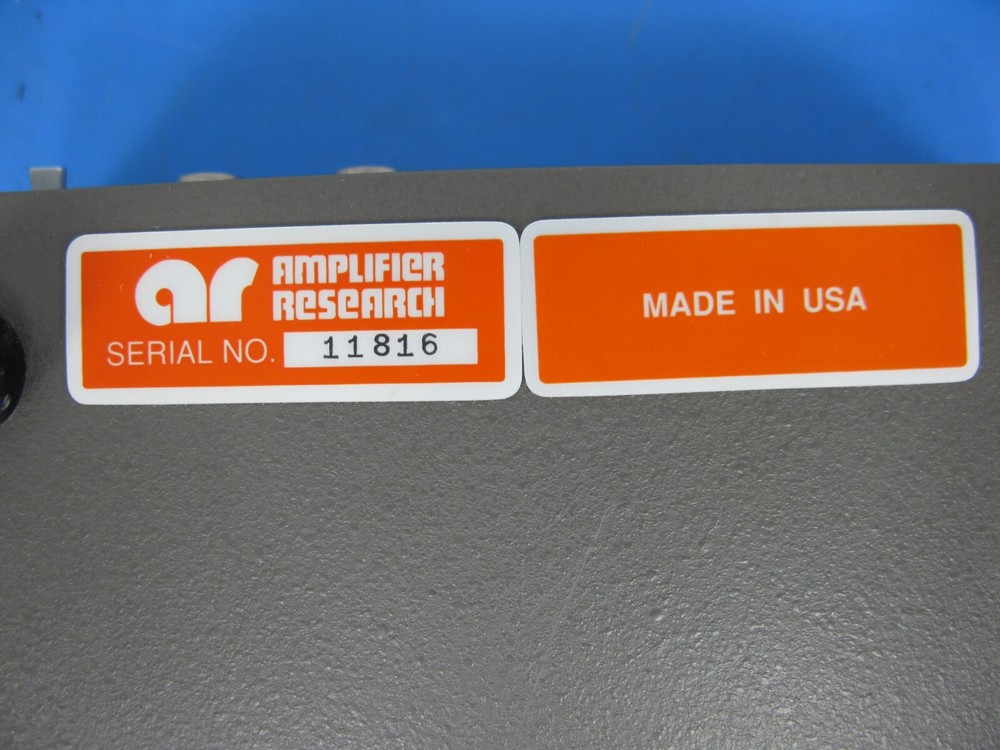 ar AMPLIFIER
RESEARCH
SERIAL NO. 11816
MADE IN USA